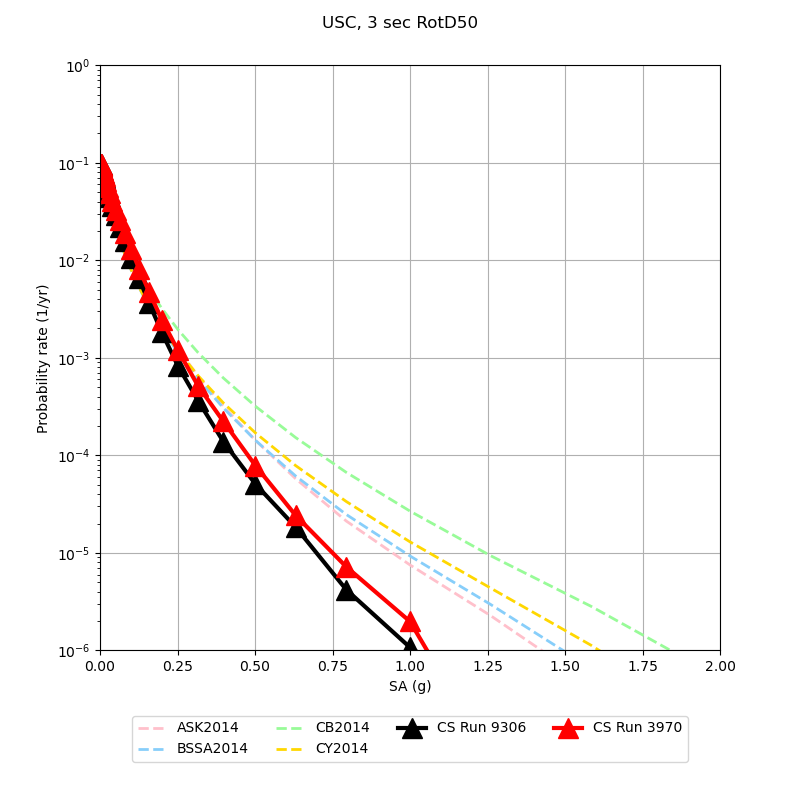 USC, 3 sec RotD50
10⁰
10⁻¹
10⁻²
10⁻³
10⁻⁴
10⁻⁵
10⁻⁶
Probability rate (1/yr)
0.00 0.25 0.50 0.75 1.00 1.25 1.50 1.75 2.00
SA (g)
ASK2014 CB2014 CS Run 9306 CS Run 3970
BSSA2014 CY2014